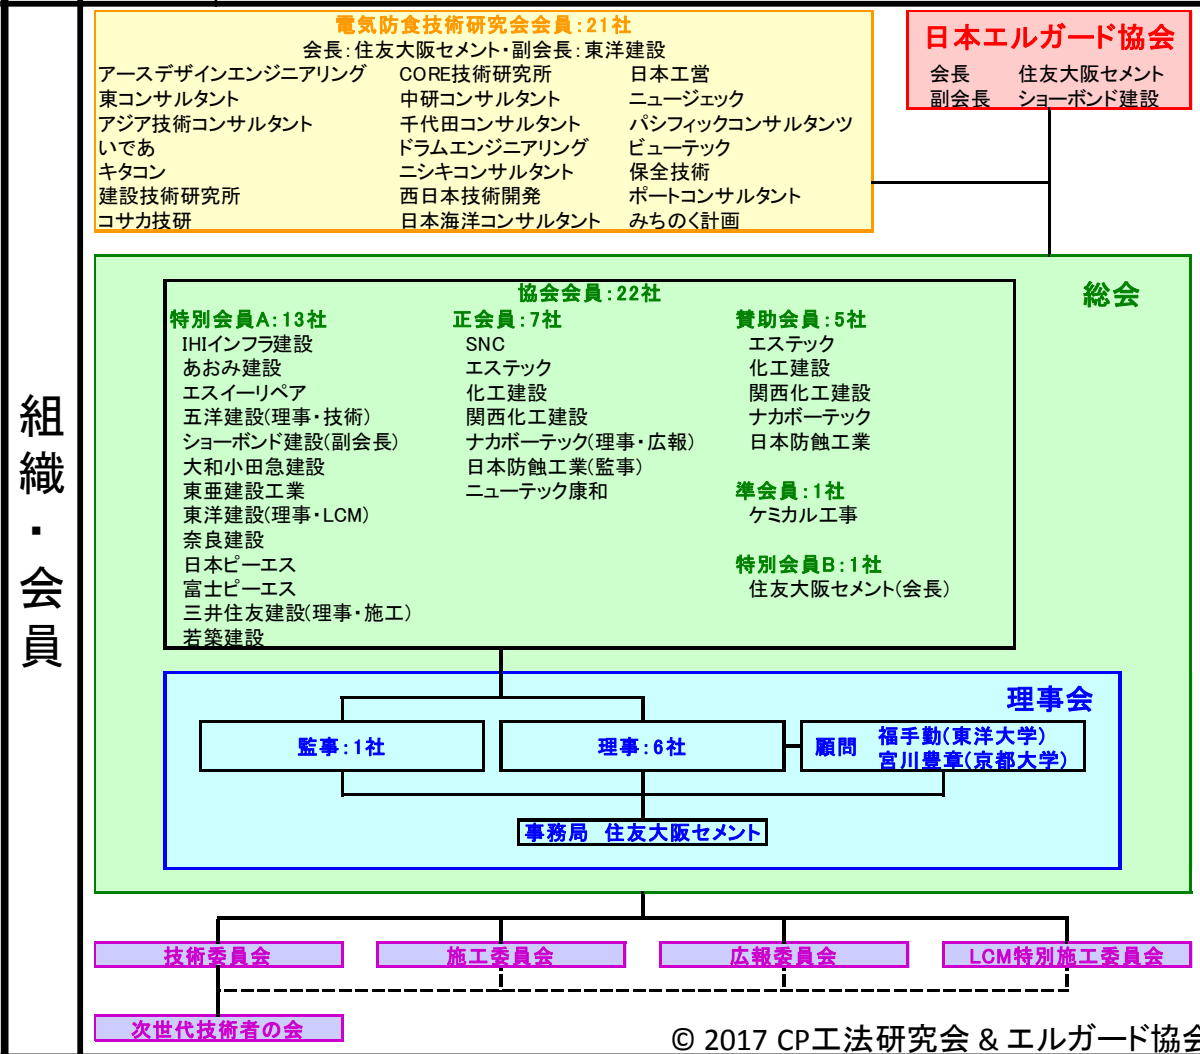 組織・会員
電気防食技術研究会会員：21社
会長：住友大阪セメント・副会長：東洋建設
アースデザインエンジニアリング
東コンサルタント
アジア技術コンサルタント
いであ
キタコン
建設技術研究所
コサカ技研
CORE技術研究所
中研コンサルタント
千代田コンサルタント
ドラムエンジニアリング
ニシキコンサルタント
西日本技術開発
日本海洋コンサルタント
日本工営
ニュージェック
パシフィックコンサルタンツ
ビューテック
保全技術
ポートコンサルタント
みちのく計画
日本エルガード協会
会長　住友大阪セメント
副会長　ショーボンド建設
総会
協会会員：22社
特別会員A：13社
IHIインフラ建設
あおみ建設
エスイーリペア
五洋建設(理事・技術)
ショーボンド建設(副会長)
大和小田急建設
東亜建設工業
東洋建設(理事・LCM)
奈良建設
日本ピーエス
富士ピーエス
三井住友建設(理事・施工)
若築建設
正会員：7社
SNC
エステック
化工建設
関西化工建設
ナカボーテック(理事・広報)
日本防蝕工業(監事)
ニューテック康和
賛助会員：5社
エステック
化工建設
関西化工建設
ナカボーテック
日本防蝕工業
準会員：1社
ケミカル工事
特別会員B：1社
住友大阪セメント(会長)
理事会
監事：1社
理事：6社
顧問　福手勤(東洋大学)
宮川豊章(京都大学)
事務局　住友大阪セメント
技術委員会
施工委員会
広報委員会
LCM特別施工委員会
次世代技術者の会
© 2017 CP工法研究会 & エルガード協会